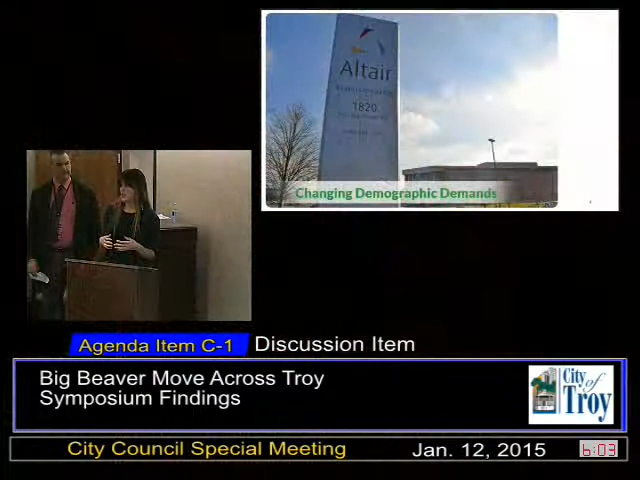 Altair
1820
Changing Demographic Demands
Agenda Item C-1
Discussion Item
Big Beaver Move Across Troy
Symposium Findings
City
of
Troy
City Council Special Meeting
Jan. 12, 2015
6:03